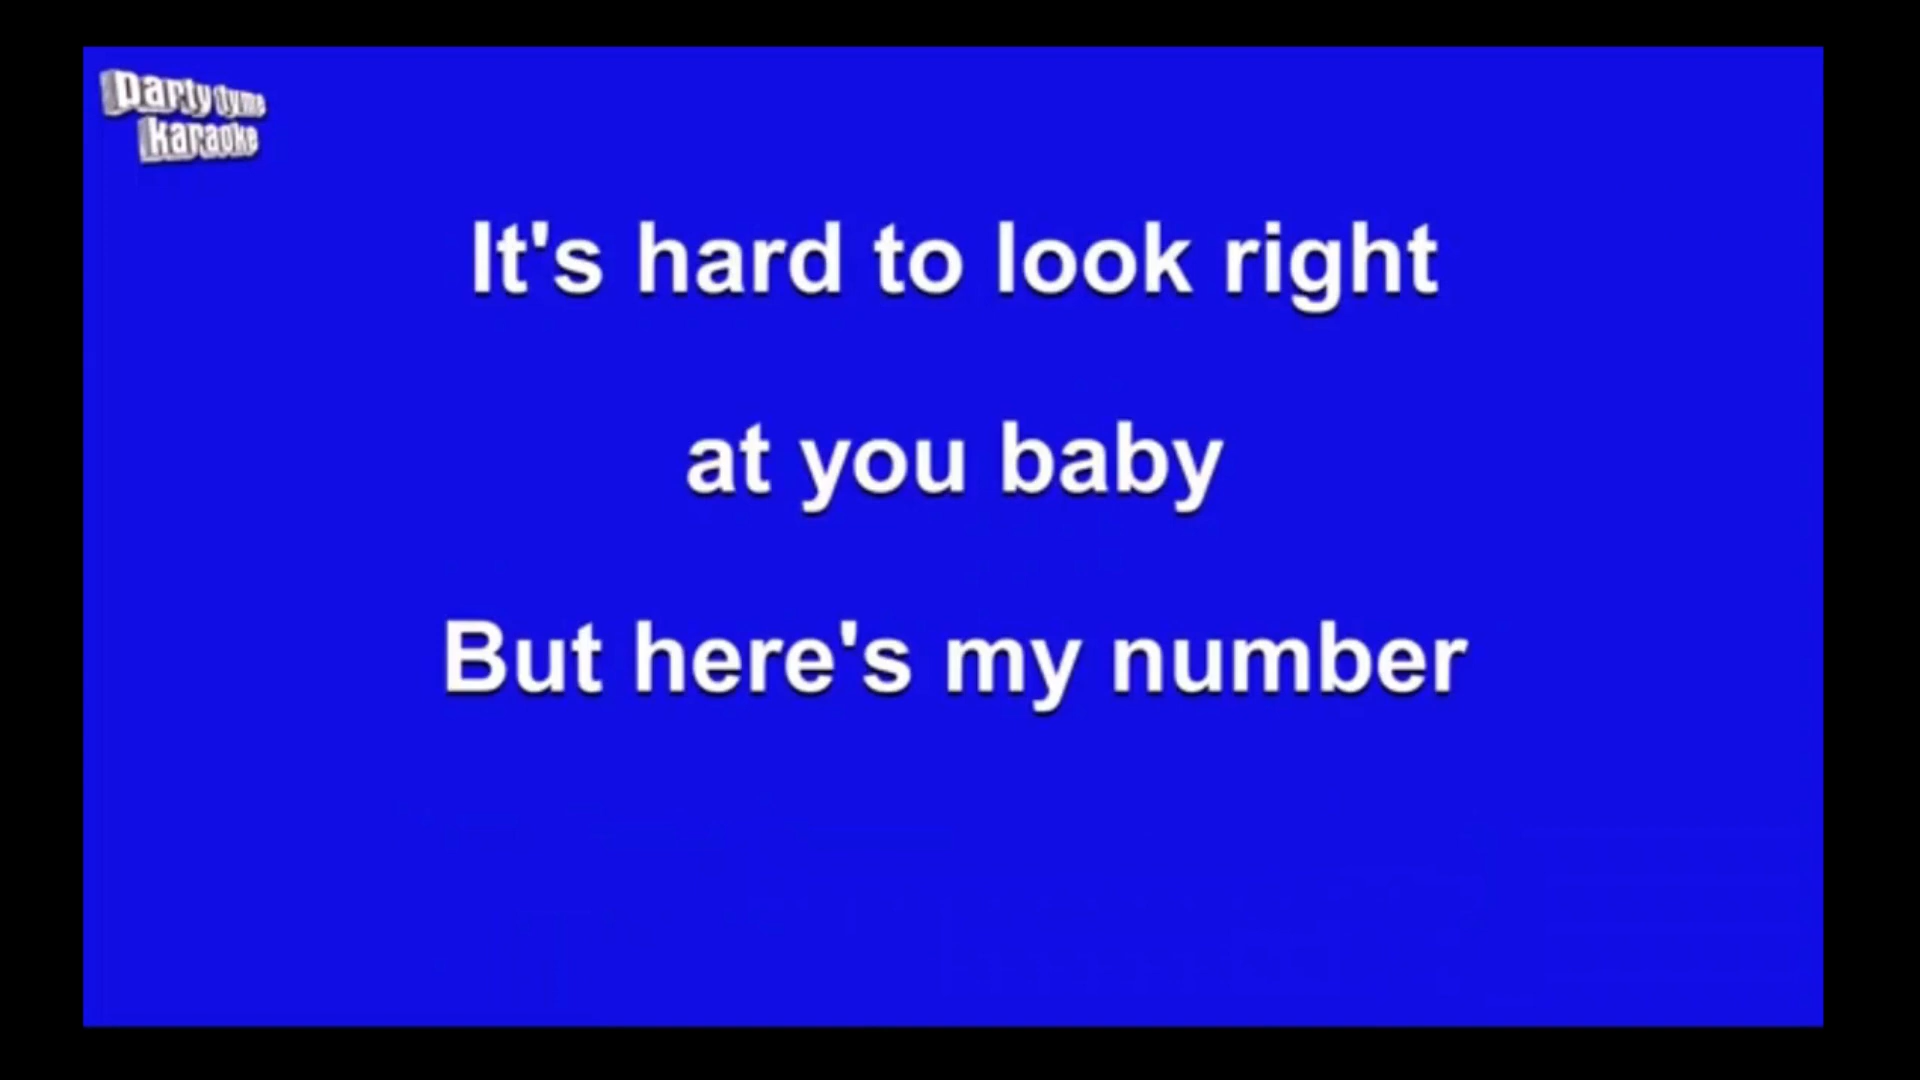 party tyme
karaoke
It's hard to look right
at you baby
But here's my number